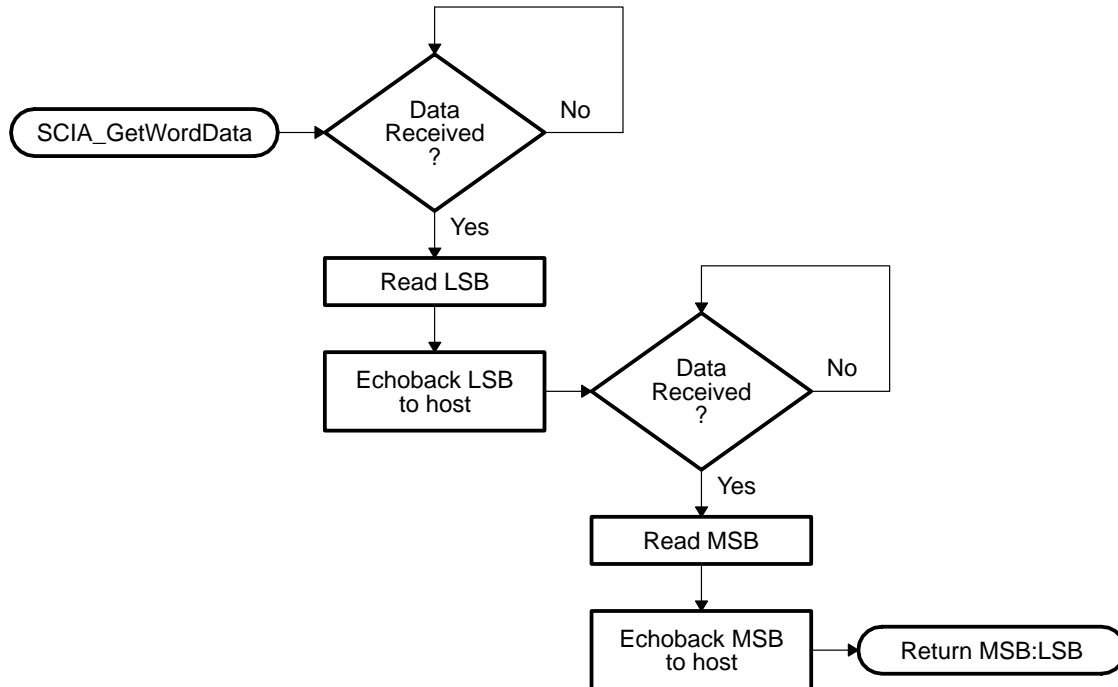 SCIA_GetWordData
Data
Received
?
No
Yes
Read LSB
Echoback LSB
to host
Data
Received
?
No
Yes
Read MSB
Echoback MSB
to host
Return MSB:LSB